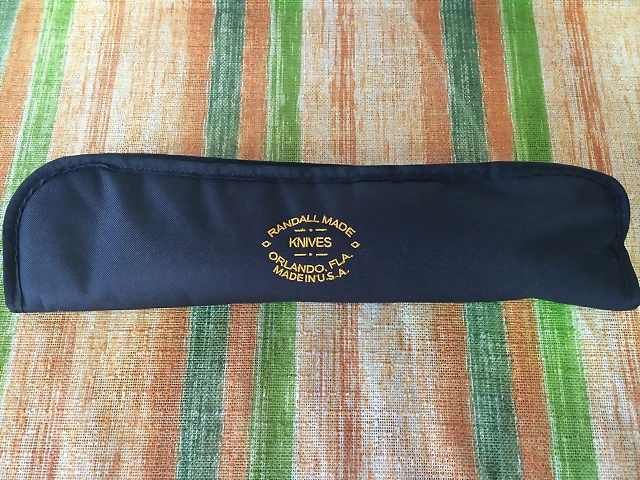 RANDALL MADE
KNIVES
ORLANDO, FLA.
MADE IN U.S.A.